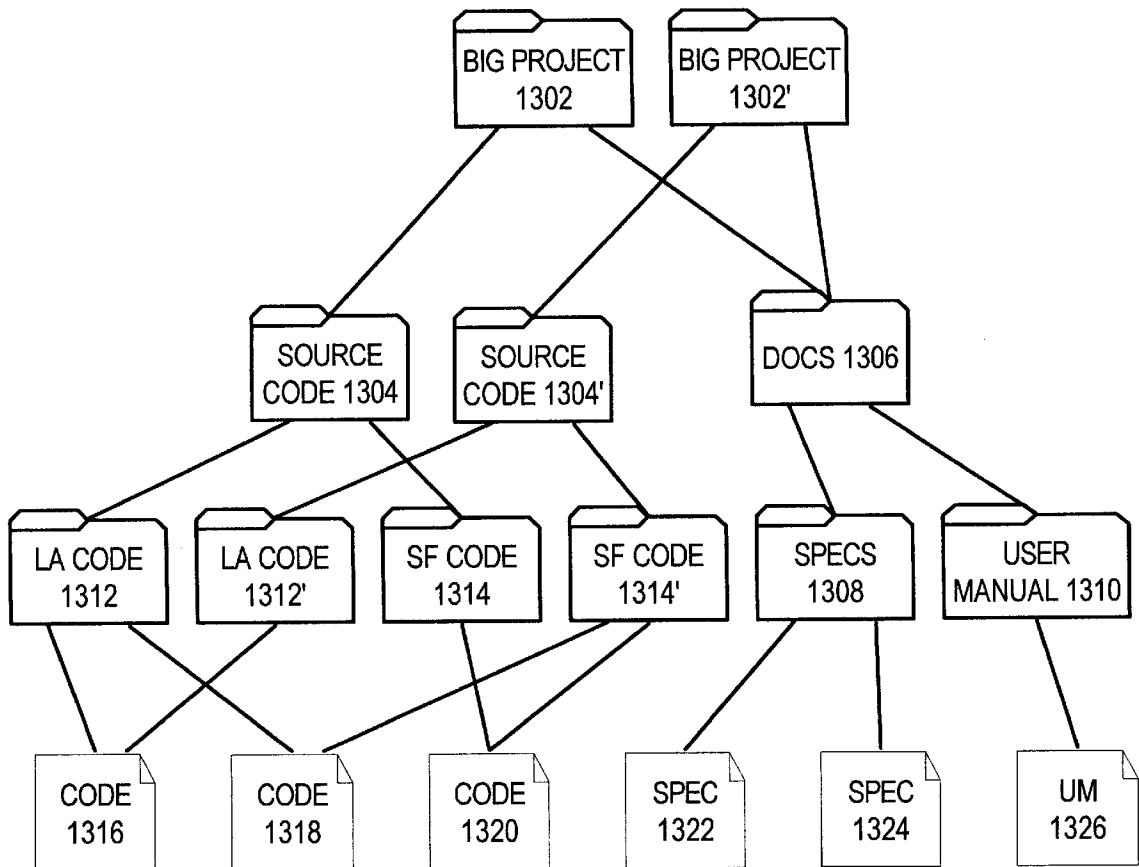 BIG PROJECT
1302
BIG PROJECT
1302'
SOURCE
CODE 1304
SOURCE
CODE 1304'
DOCS 1306
LA CODE
1312
LA CODE
1312'
SF CODE
1314
SF CODE
1314'
SPECS
1308
USER
MANUAL 1310
CODE
1316
CODE
1318
CODE
1320
SPEC
1322
SPEC
1324
UM
1326